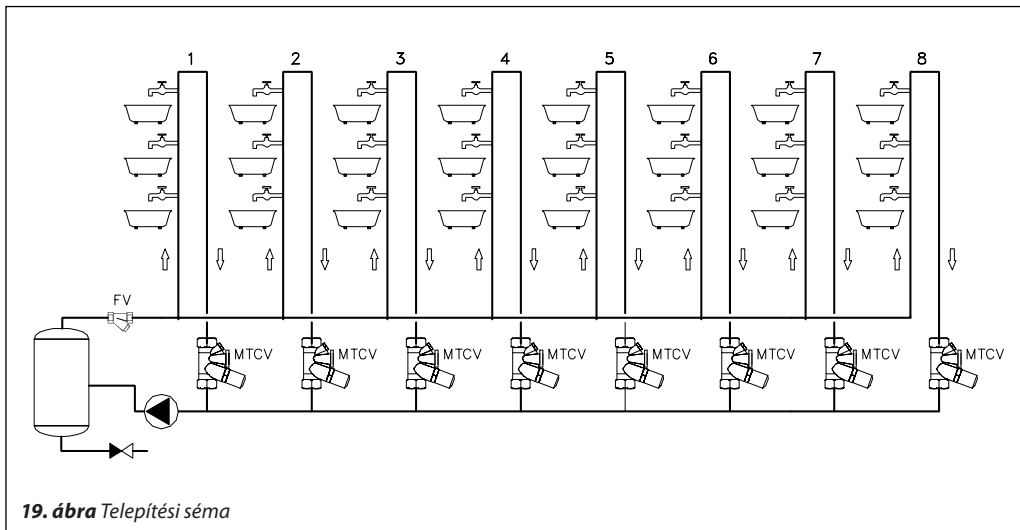 1 2 3 4 5 6 7 8
FV
MTCV MTCV MTCV MTCV MTCV MTCV MTCV MTCV
19. ábra Telepítési séma